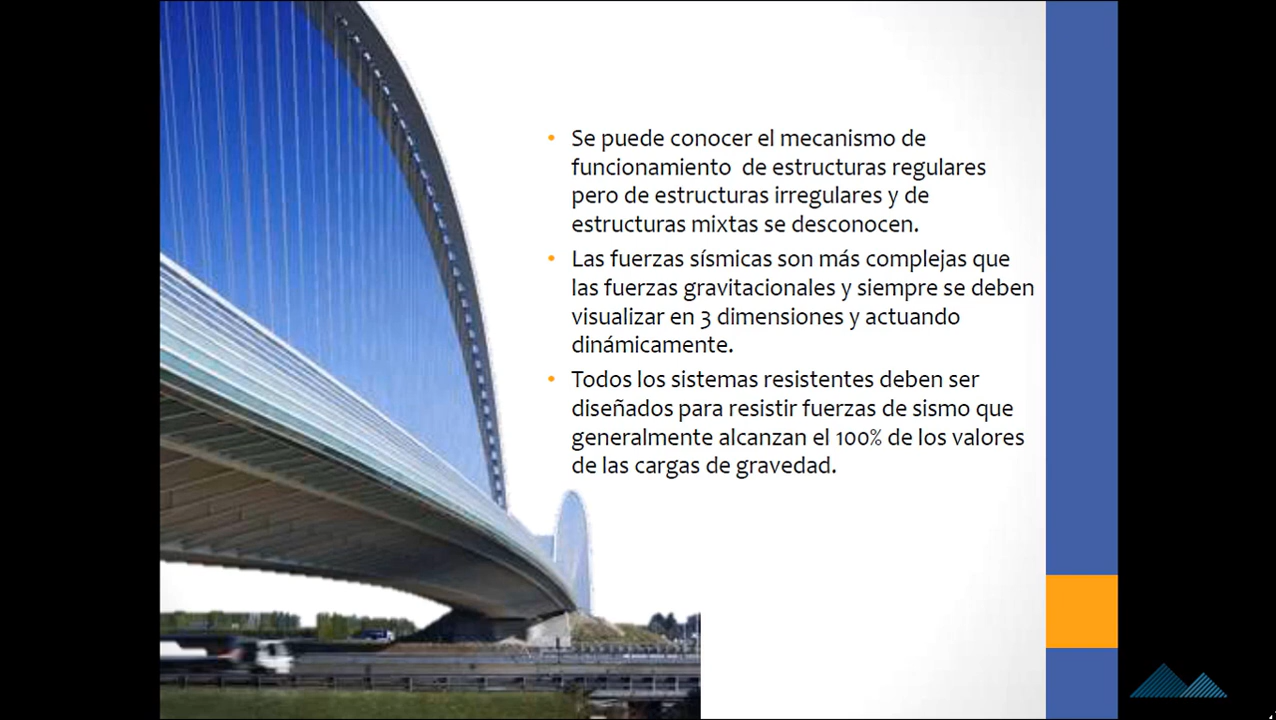 • Se puede conocer el mecanismo de
funcionamiento de estructuras regulares
pero de estructuras irregulares y de
estructuras mixtas se desconocen.
• Las fuerzas sísmicas son más complejas que
las fuerzas gravitacionales y siempre se deben
visualizar en 3 dimensiones y actuando
dinámicamente.
• Todos los sistemas resistentes deben ser
diseñados para resistir fuerzas de sismo que
generalmente alcanzan el 100% de los valores
de las cargas de gravedad.